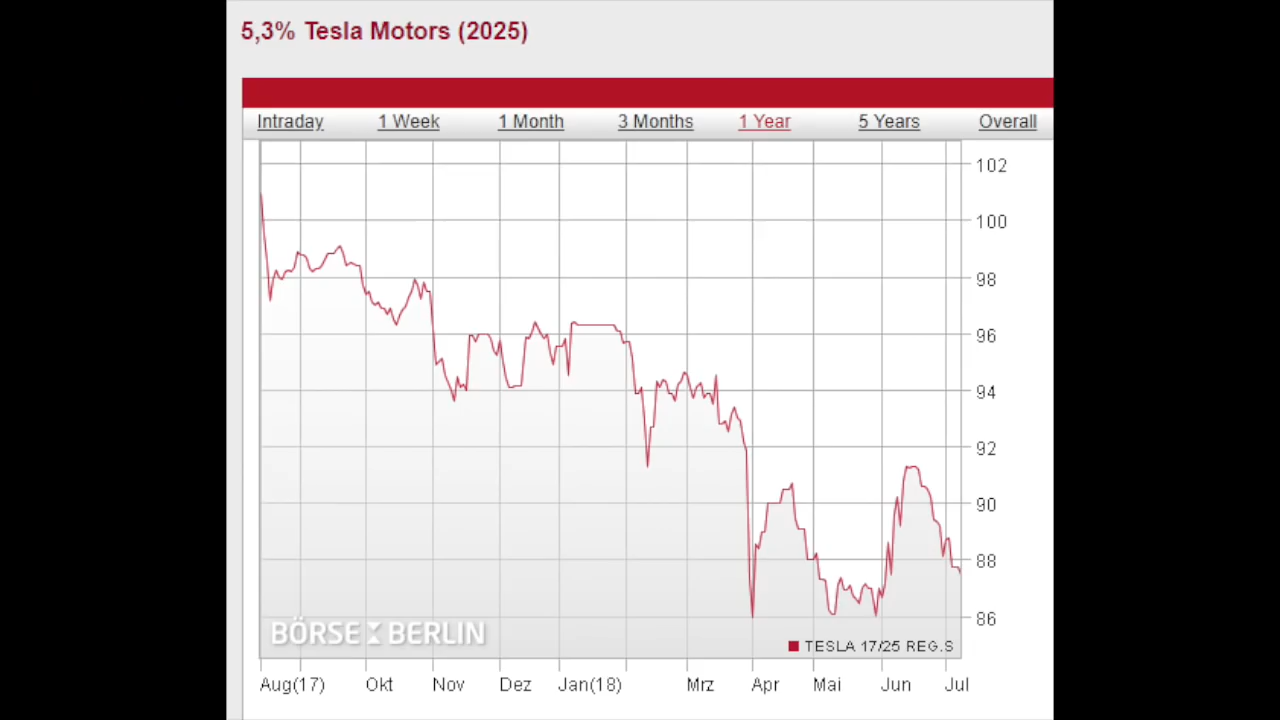 5,3% Tesla Motors (2025)
Intraday 1 Week 1 Month 3 Months 1 Year 5 Years Overall
102
100
98
96
94
92
90
88
86
BÖRSE BERLIN
TESLA 17/25 REG.S
Aug(17) Okt Nov Dez Jan(18) Mrz Apr Mai Jun Jul